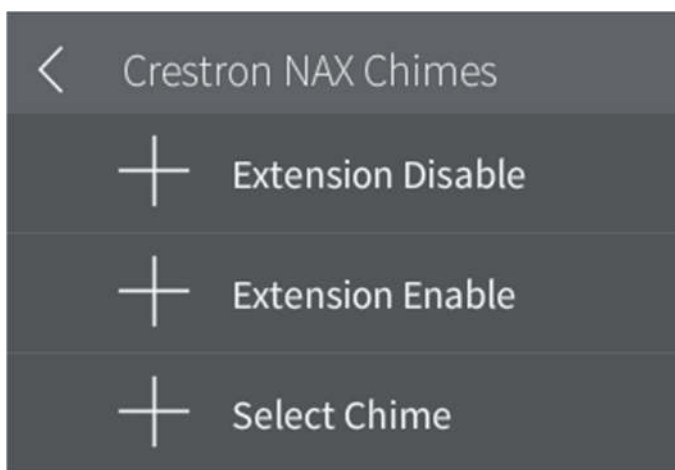 Crestron NAX Chimes
Extension Disable
Extension Enable
Select Chime